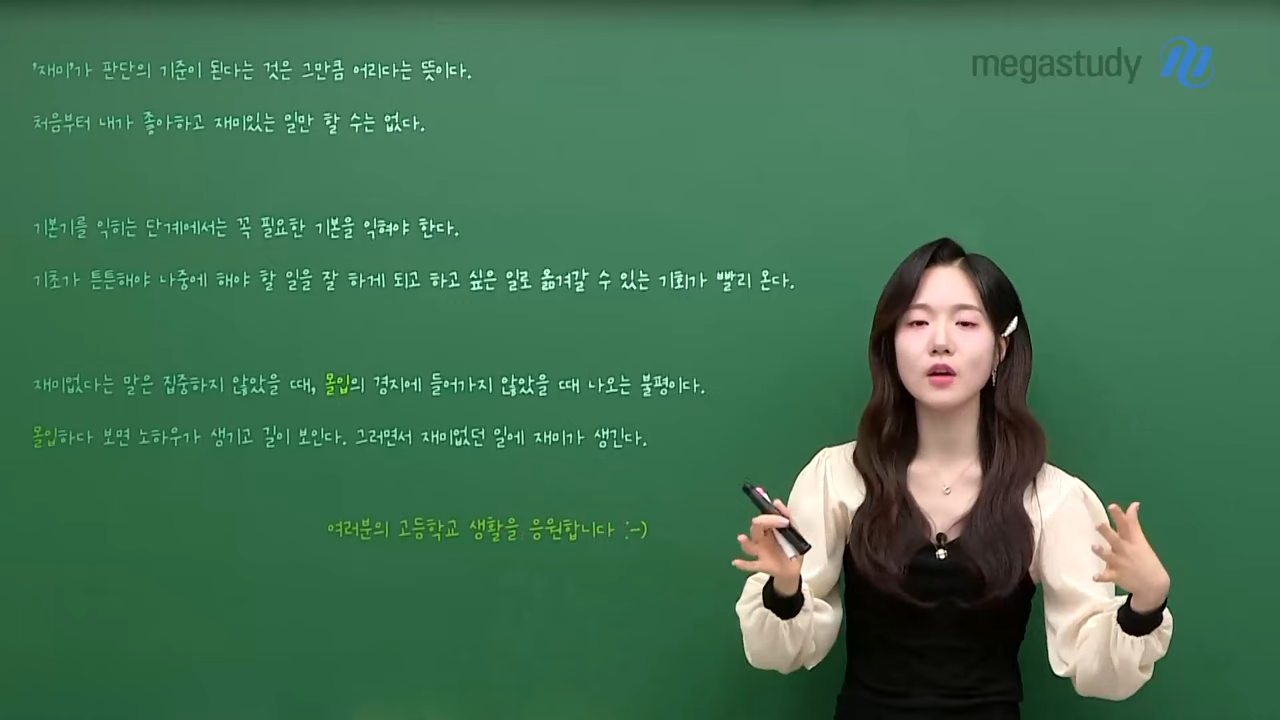 megastudy
'재미'가 판단의 기준이 된다는 것은 그만큼 어리다는 뜻이다.
처음부터 내가 좋아하고 재미있는 일만 할 수는 없다.
기본기를 익히는 단계에서는 꼭 필요한 기본을 익혀야 한다.
기초가 튼튼해야 나중에 해야 할 일을 잘 하게 되고 하고 싶은 일로 옮겨갈 수 있는 기회가 빨리 온다.
재미없다는 말은 집중하지 않았을 때, 몰입의 경지에 들어가지 않았을 때 나오는 불평이다.
몰입하다 보면 노하우가 생기고 길이 보인다. 그러면서 재미없던 일에 재미가 생긴다.
여러분의 고등학교 생활을 응원합니다 :-)